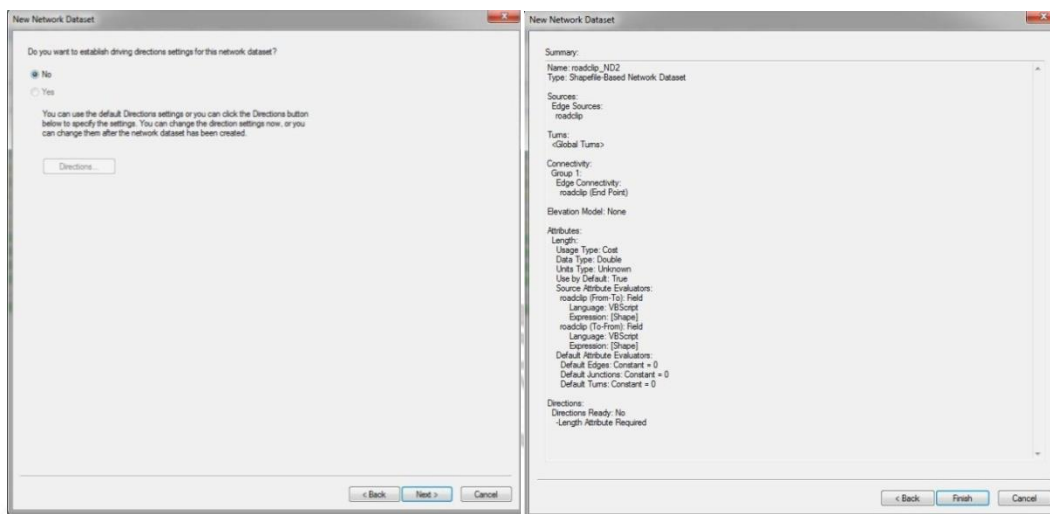 New Network Dataset
Do you want to establish driving directions settings for this network dataset?
No
Yes
You can use the default Directions settings or you can click the Directions button
below to specify the settings. You can change the direction settings now, or you
can change them after the network dataset has been created.
Directions...
< Back Next > Cancel
New Network Dataset
Summary:
Name: roadclip_ND2
Type: Shapefile-Based Network Dataset
Sources:
Edge Sources:
roadclip
Turns:
<Global Turns>
Connectivity:
Group 1:
Edge Connectivity:
roadclip (End Point)
Elevation Model: None
Attributes:
Length:
Usage Type: Cost
Data Type: Double
Units Type: Unknown
Use by Default: True
Source Attribute Evaluators:
roadclip (From-To): Field
Language: VBScript
Expression: [Shape]
roadclip (To-From): Field
Language: VBScript
Expression: [Shape]
Default Attribute Evaluators:
Default Edges: Constant = 0
Default Junctions: Constant = 0
Default Turns: Constant = 0
Directions:
Directions Ready: No
-Length Attribute Required
< Back Finish Cancel